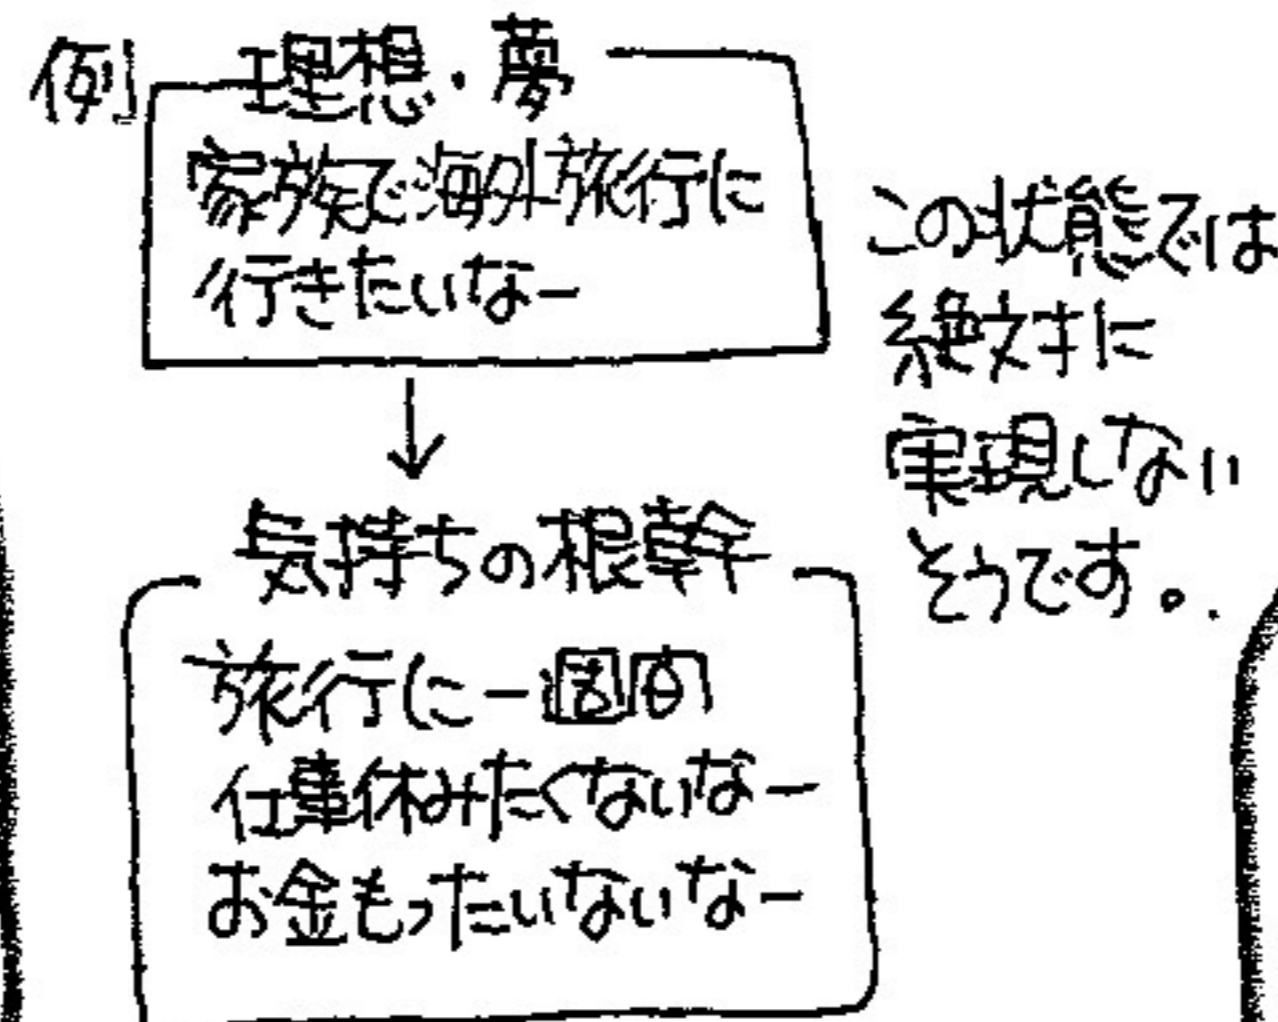 例
理想・夢
家族で海外旅行に
行きたいなー
この状態では
絶対に
実現しない
そうです。
気持ちの根幹
旅行に一週間
仕事休みたくないなー
お金もったいないなー